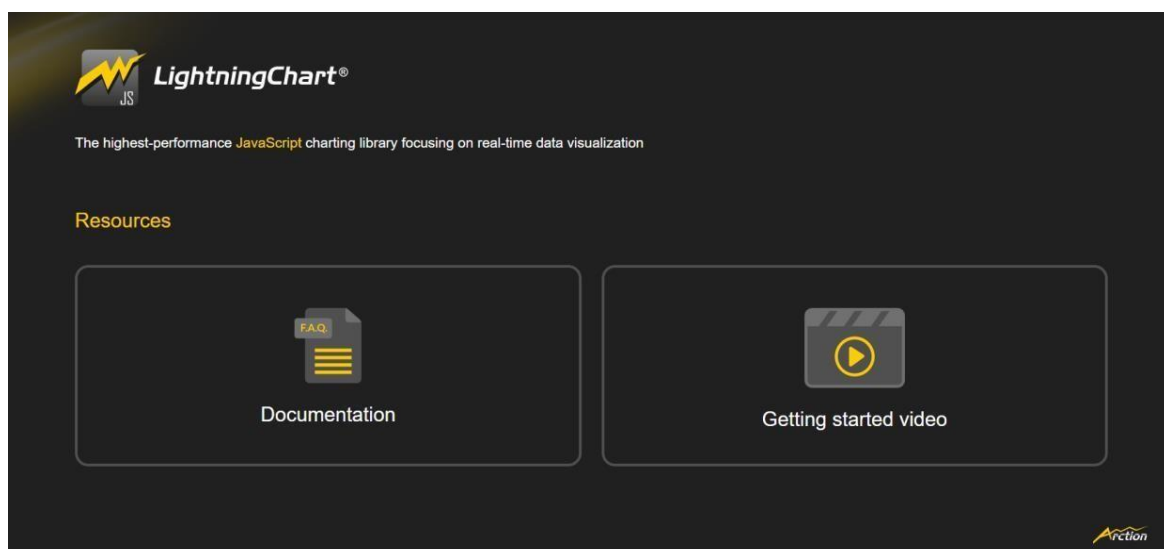 LightningChart®
JS
The highest-performance JavaScript charting library focusing on real-time data visualization
Resources
F.A.Q.
Documentation
Getting started video
Arction